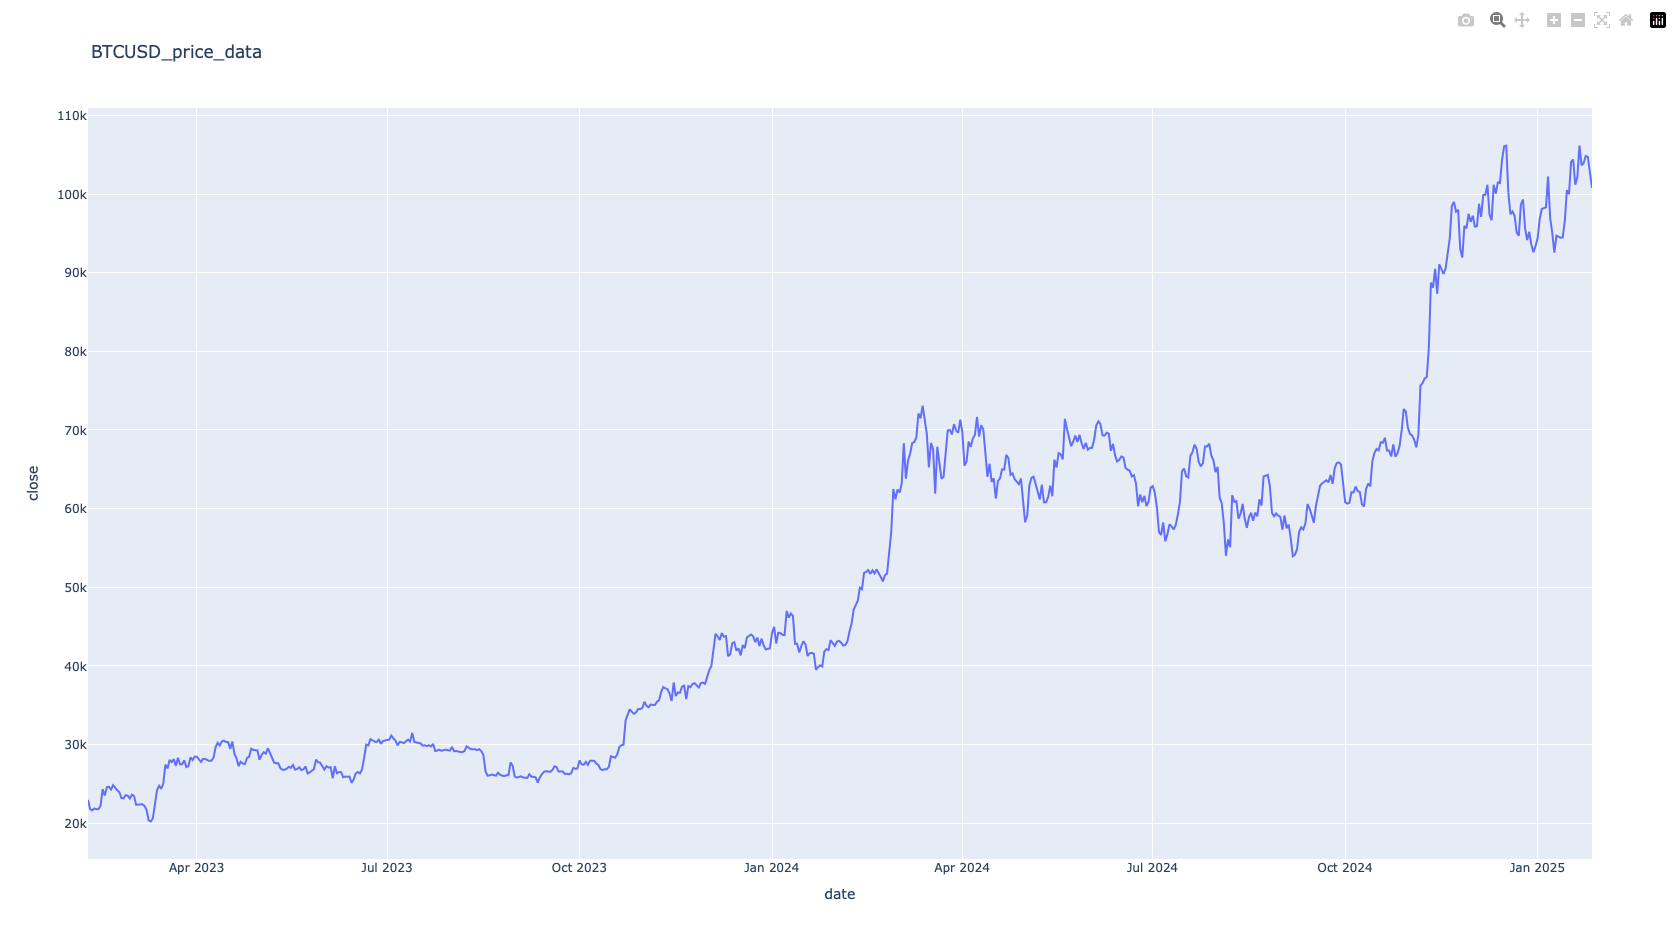 BTCUSD_price_data
110k
100k
90k
80k
70k
60k
50k
40k
30k
20k
close
Apr 2023
Jul 2023
Oct 2023
Jan 2024
Apr 2024
Jul 2024
Oct 2024
Jan 2025
date